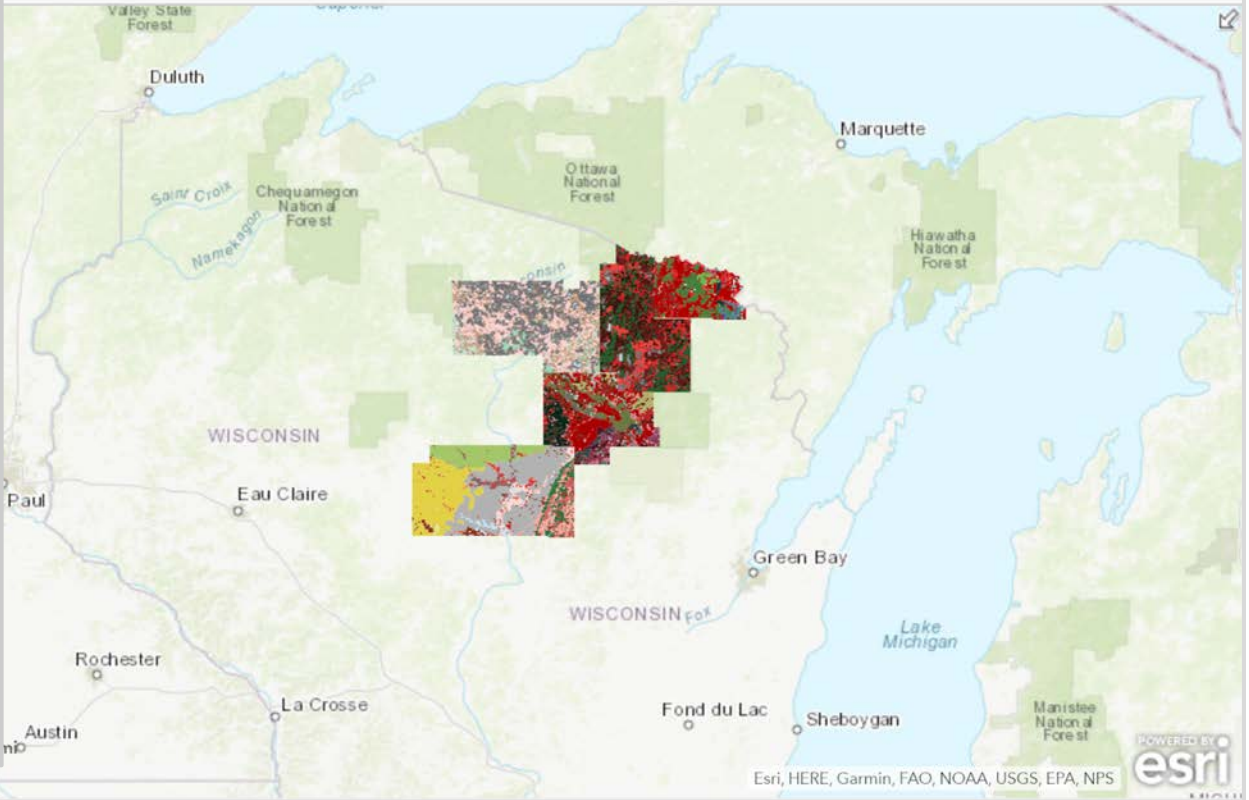 Valley State
Forest
Superior
Duluth
Marquette
Ottawa
National
Forest
Saint Croix
Chequamegon
National
Forest
Namekagon
Hiawatha
National
Forest
consin
WISCONSIN
Paul
Eau Claire
Green Bay
WISCONSIN
Fox
Lake
Michigan
Rochester
La Crosse
Fond du Lac
Sheboygan
Manistee
National
Forest
Austin
POWERED BY
esri
Esri, HERE, Garmin, FAO, NOAA, USGS, EPA, NPS